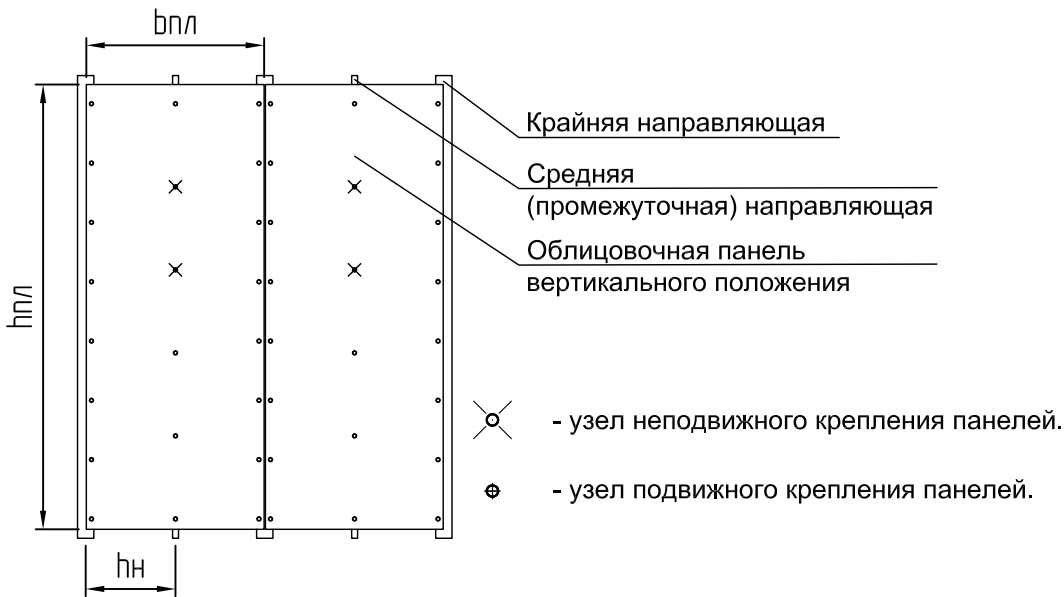 bпл
Крайняя направляющая
Средняя
(промежуточная) направляющая
Облицовочная панель
вертикального положения
hпл
- узел неподвижного крепления панелей.
- узел подвижного крепления панелей.
hн